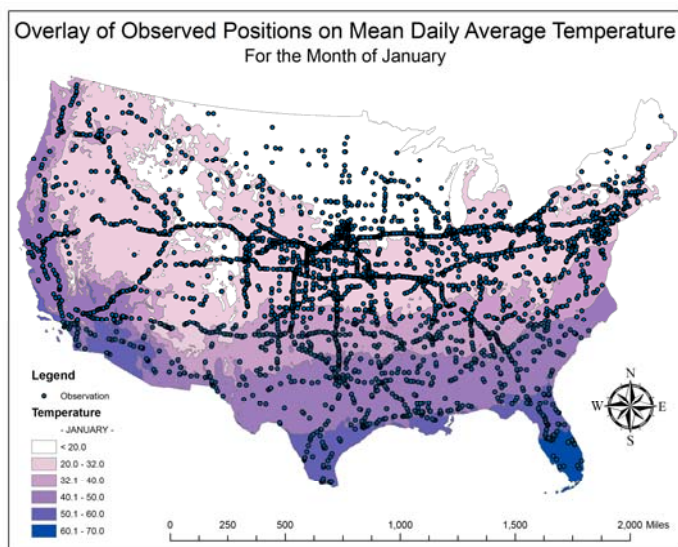 Overlay of Observed Positions on Mean Daily Average Temperature
For the Month of January
Legend
Observation
Temperature
- JANUARY -
< 20.0
20.0 - 32.0
32.1 - 40.0
40.1 - 50.0
50.1 - 60.0
60.1 - 70.0
N
W E
S
0 250 500 1,000 1,500 2,000 Miles